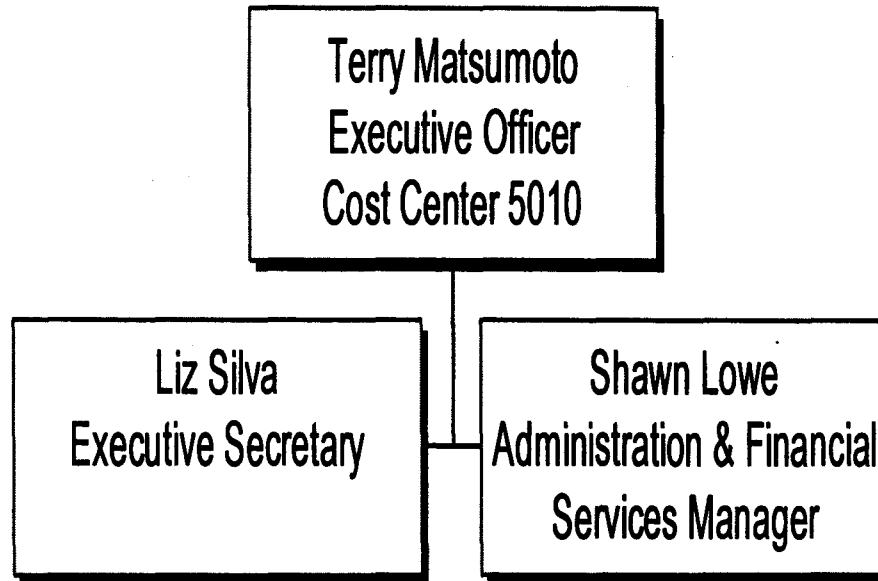 Terry Matsumoto
Executive Officer
Cost Center 5010
Liz Silva
Executive Secretary
Shawn Lowe
Administration & Financial
Services Manager